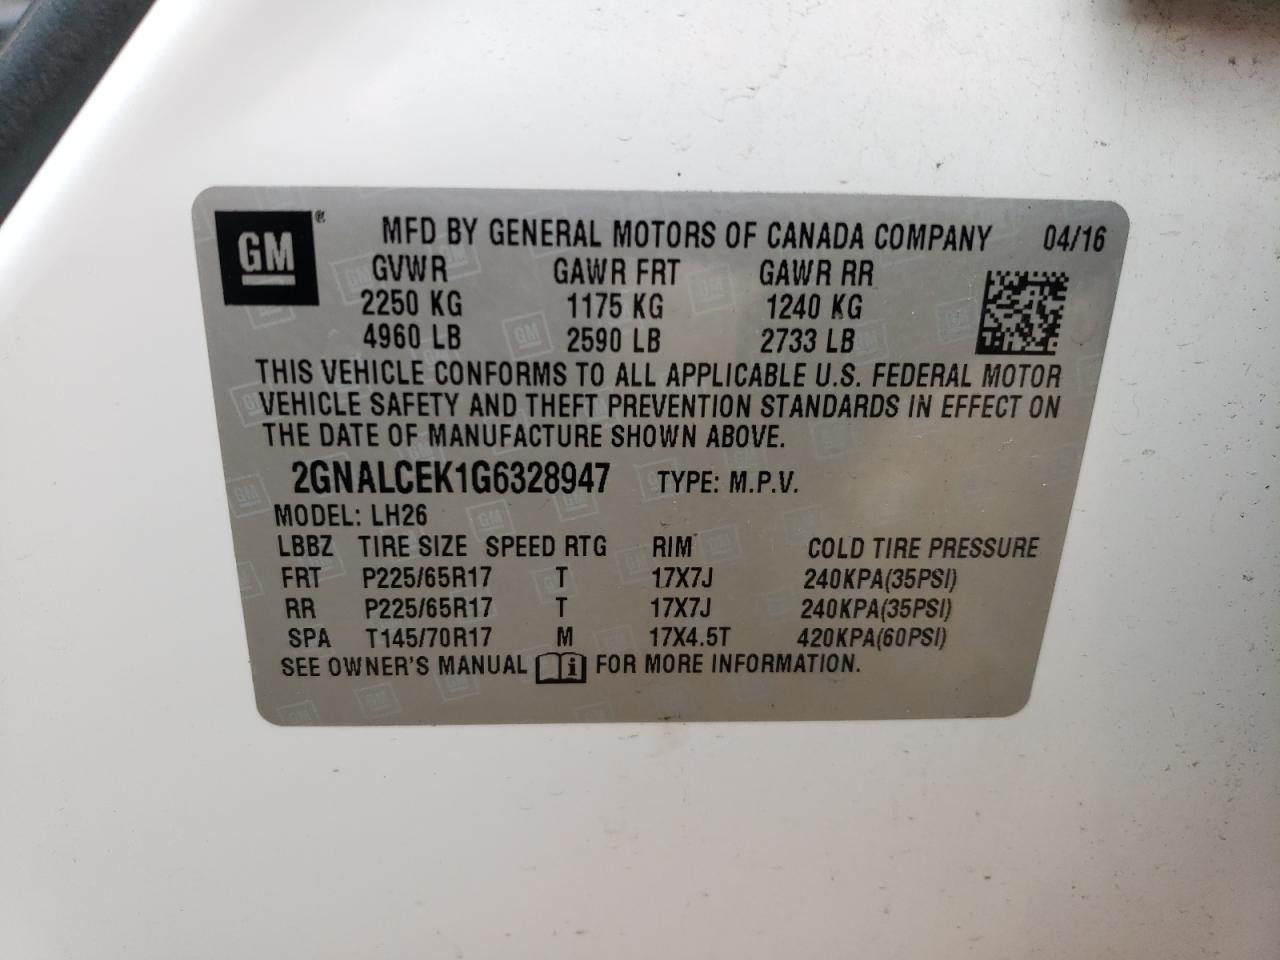 GM® MFD BY GENERAL MOTORS OF CANADA COMPANY 04/16
GVWR GAWR FRT GAWR RR
2250 KG 1175 KG 1240 KG
4960 LB 2590 LB 2733 LB
THIS VEHICLE CONFORMS TO ALL APPLICABLE U.S. FEDERAL MOTOR
VEHICLE SAFETY AND THEFT PREVENTION STANDARDS IN EFFECT ON
THE DATE OF MANUFACTURE SHOWN ABOVE.
2GNALCEK1G6328947 TYPE: M.P.V.
MODEL: LH26
LBBZ TIRE SIZE SPEED RTG RIM COLD TIRE PRESSURE
FRT P225/65R17 T 17X7J 240KPA(35PSI)
RR P225/65R17 T 17X7J 240KPA(35PSI)
SPA T145/70R17 M 17X4.5T 420KPA(60PSI)
SEE OWNER'S MANUAL i FOR MORE INFORMATION.